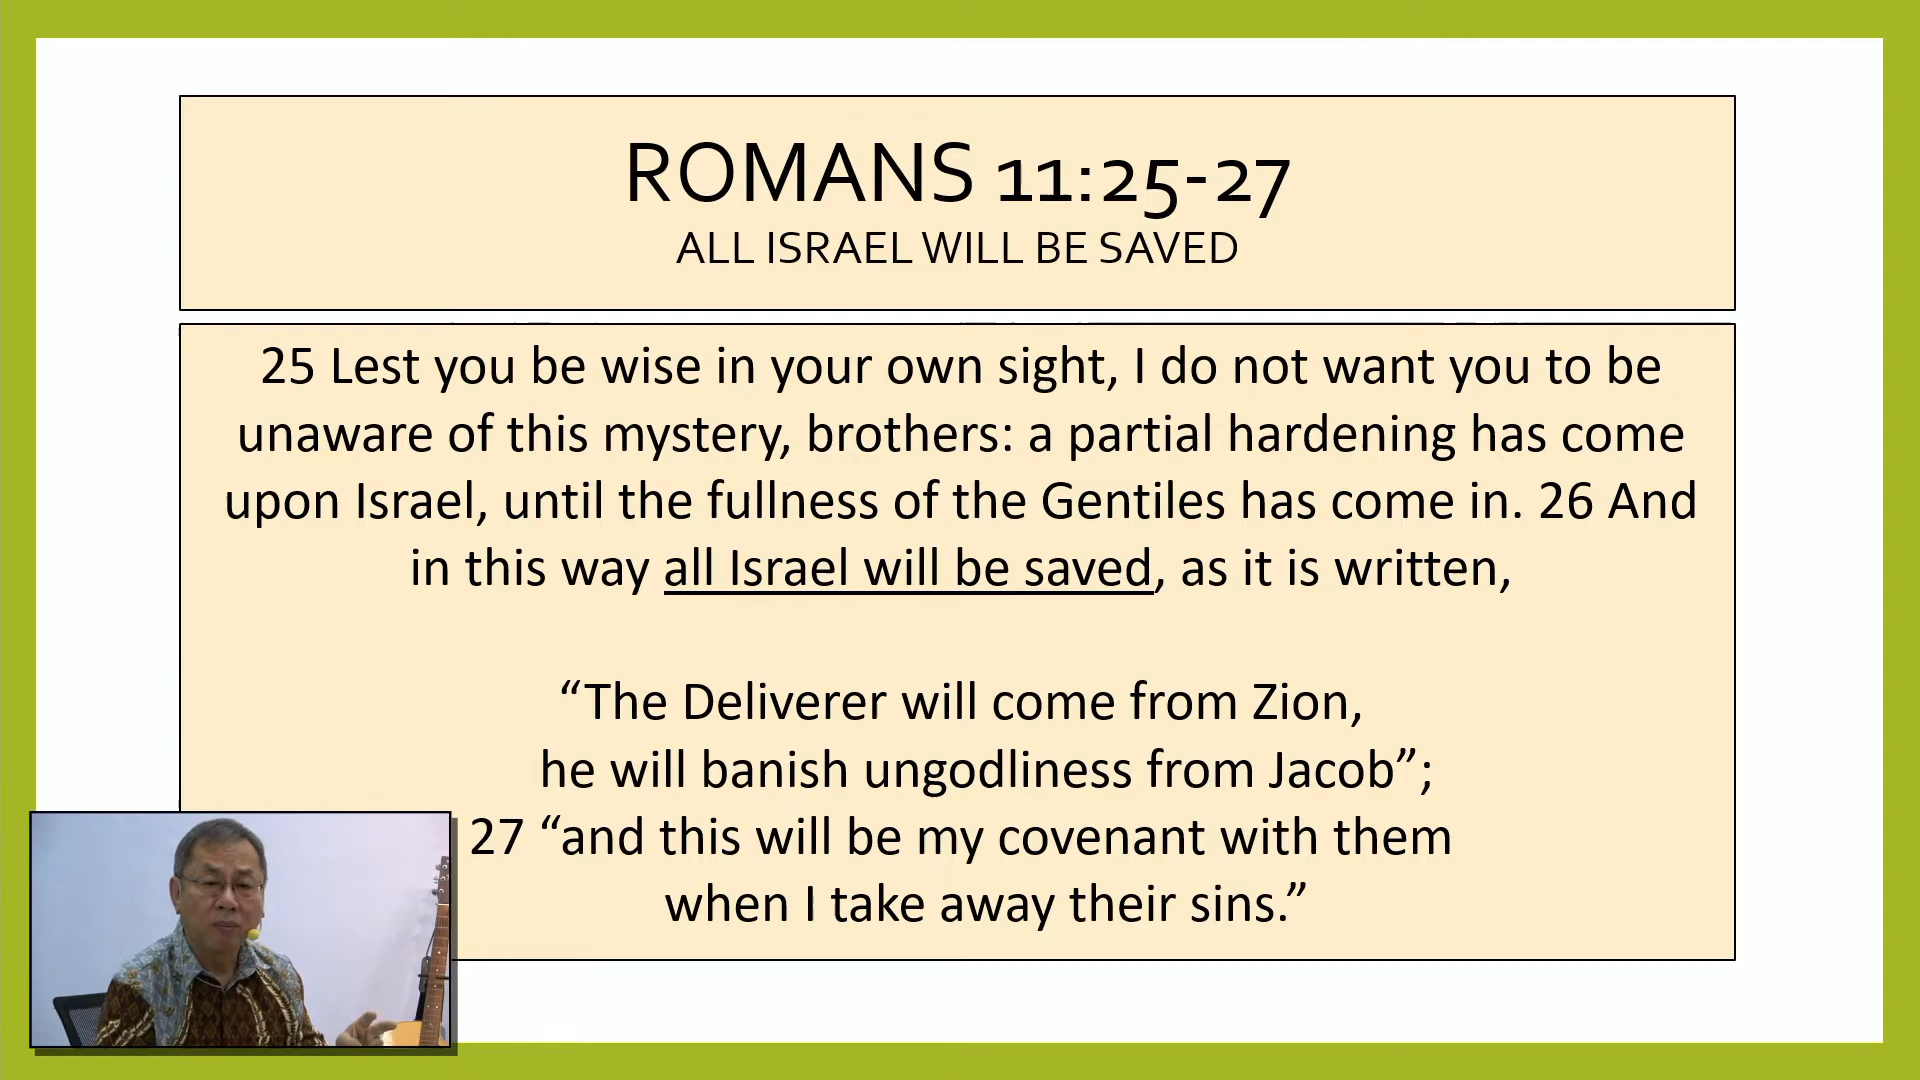 ROMANS 11:25-27
ALL ISRAEL WILL BE SAVED
25 Lest you be wise in your own sight, I do not want you to be
unaware of this mystery, brothers: a partial hardening has come
upon Israel, until the fullness of the Gentiles has come in. 26 And
in this way all Israel will be saved, as it is written,
“The Deliverer will come from Zion,
he will banish ungodliness from Jacob”;
27 “and this will be my covenant with them
when I take away their sins.”